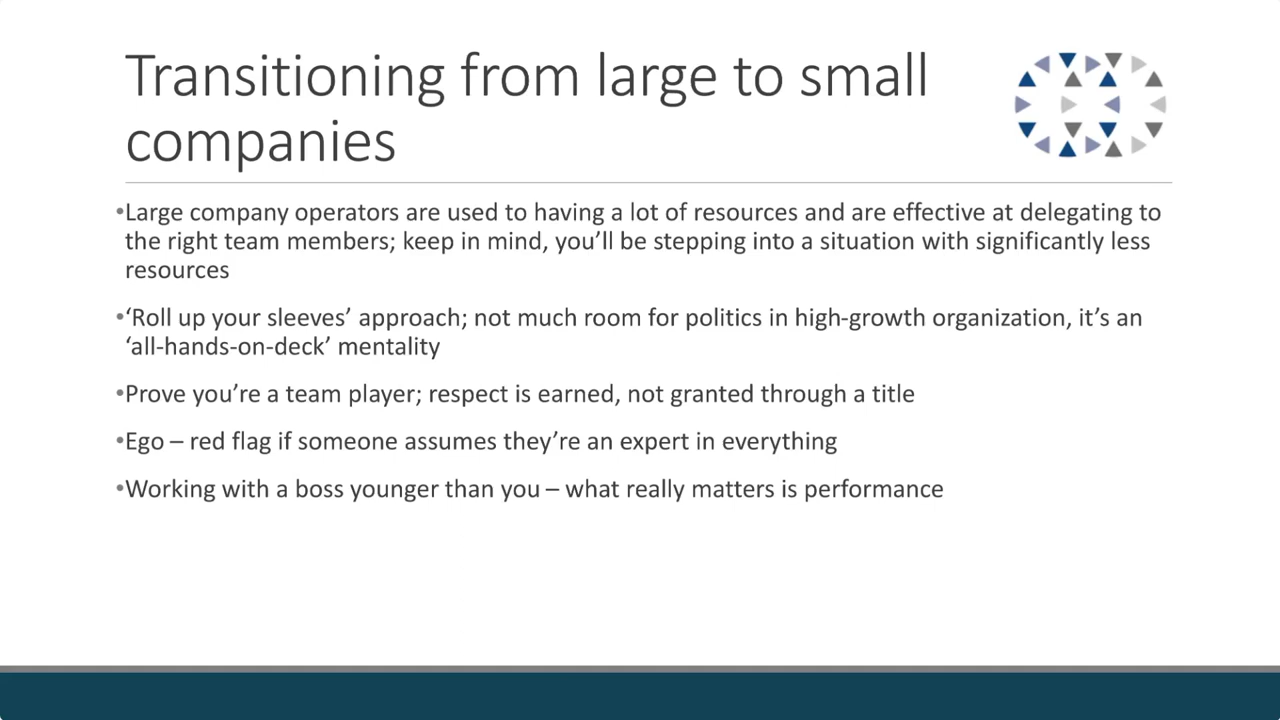 Transitioning from large to small
companies
•Large company operators are used to having a lot of resources and are effective at delegating to
the right team members; keep in mind, you’ll be stepping into a situation with significantly less
resources
•‘Roll up your sleeves’ approach; not much room for politics in high-growth organization, it’s an
‘all-hands-on-deck’ mentality
•Prove you’re a team player; respect is earned, not granted through a title
•Ego – red flag if someone assumes they’re an expert in everything
•Working with a boss younger than you – what really matters is performance